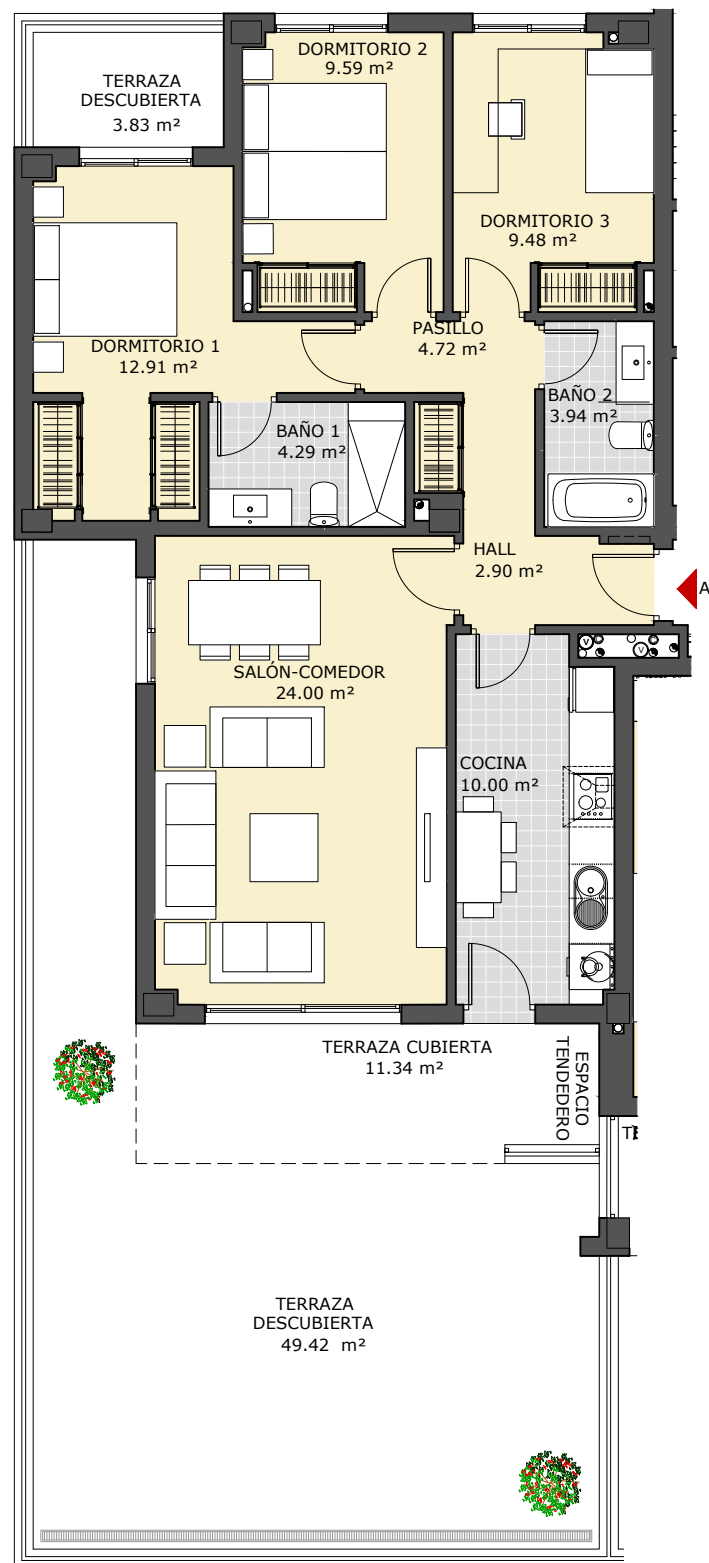 DORMITORIO 2
9.59 m²
TERRAZA
DESCUBIERTA
3.83 m²
DORMITORIO 3
9.48 m²
DORMITORIO 1
12.91 m²
PASILLO
4.72 m²
BAÑO 2
3.94 m²
BAÑO 1
4.29 m²
HALL
2.90 m²
A
V
V
SALÓN-COMEDOR
24.00 m²
COCINA
10.00 m²
TERRAZA CUBIERTA
11.34 m²
ESPACIO
TENDEDERO
TERRAZA
DESCUBIERTA
49.42 m²